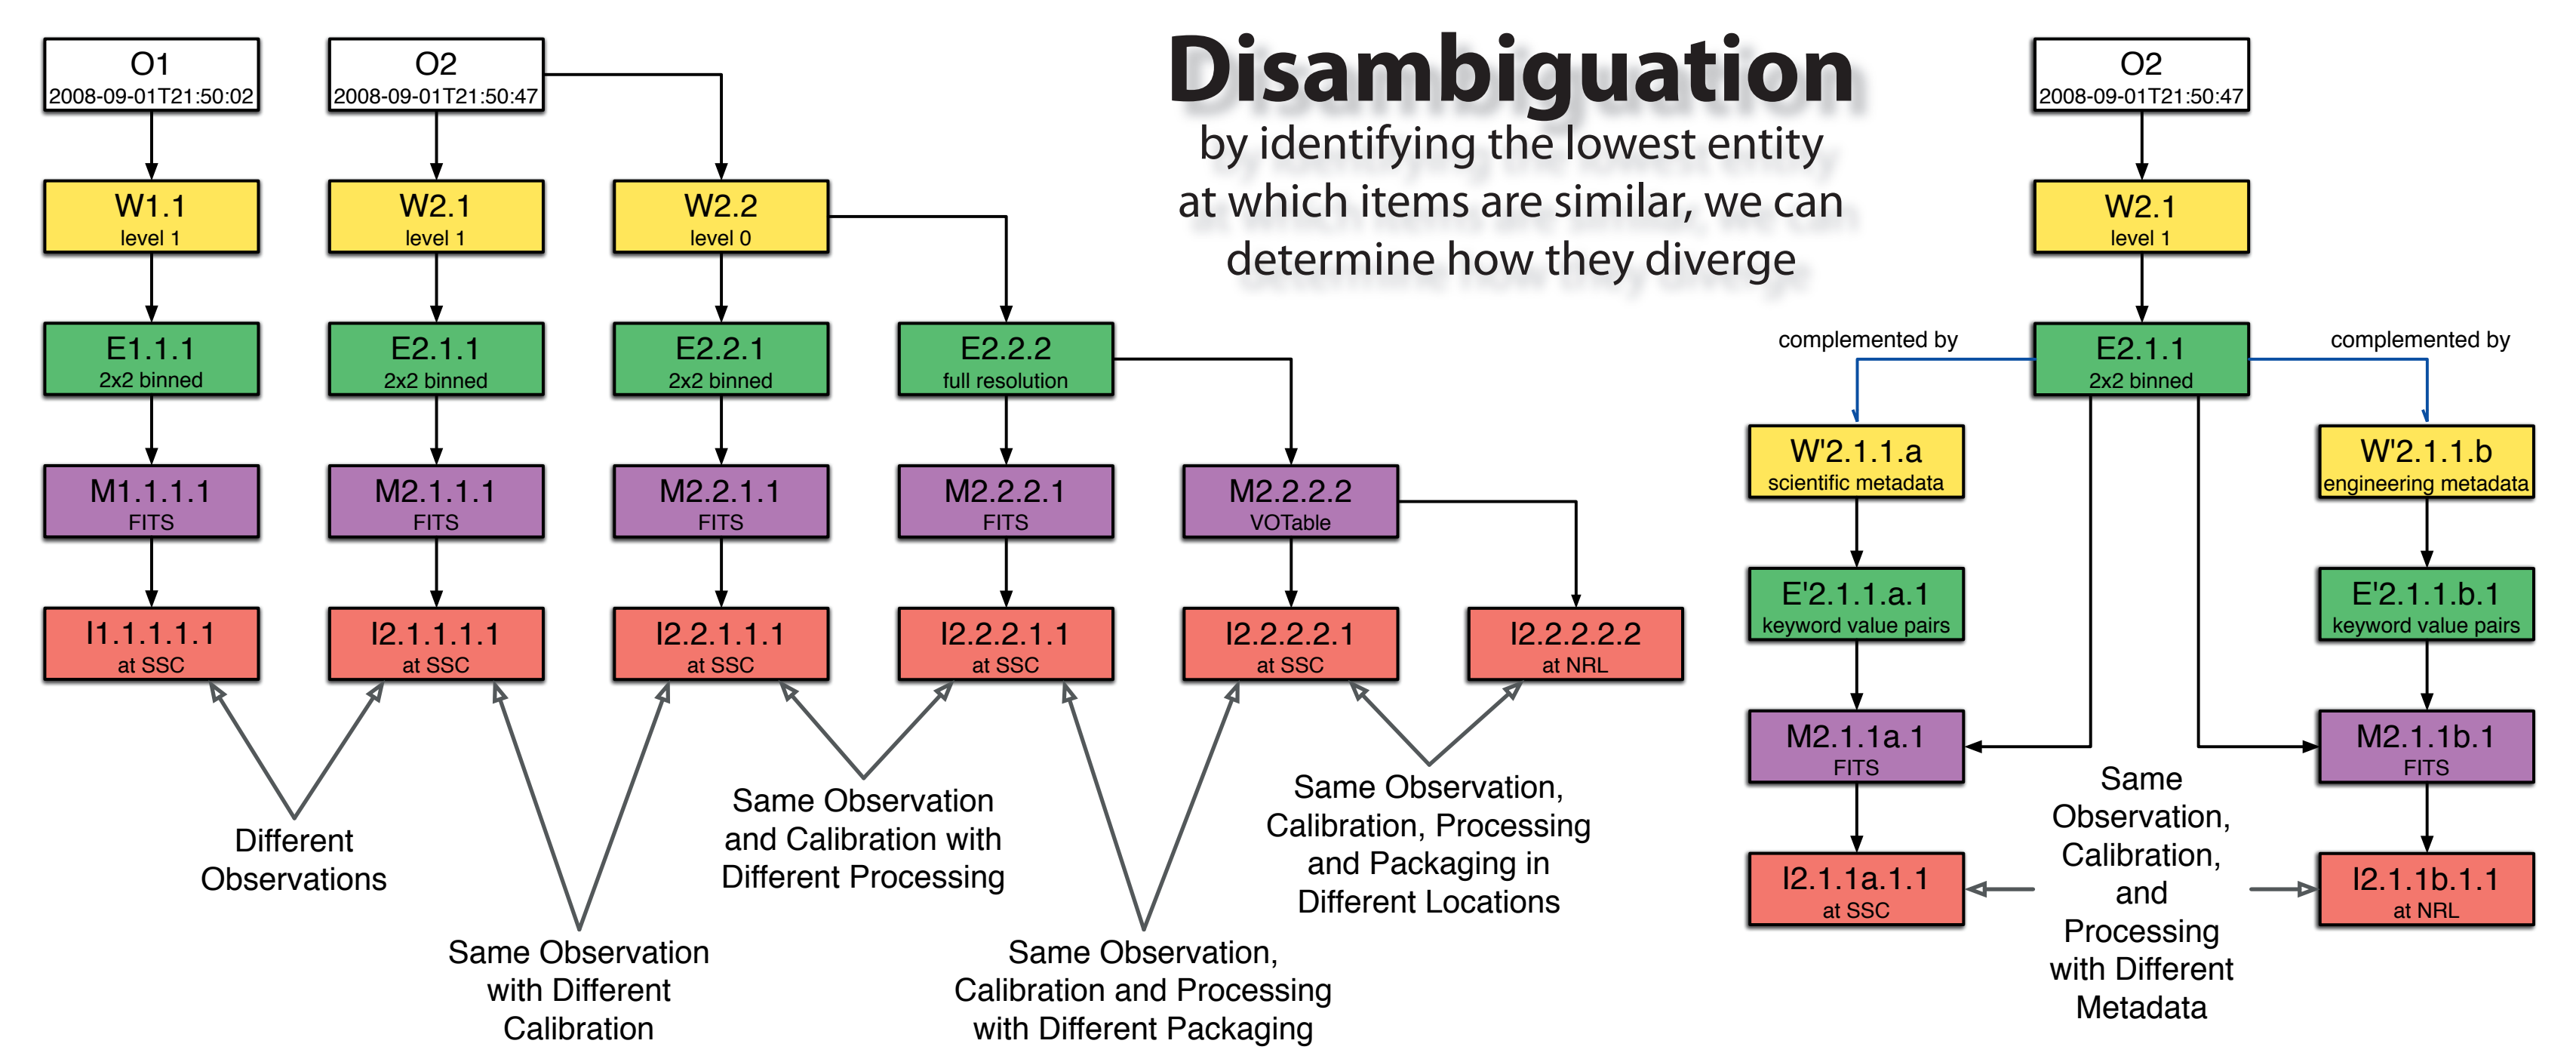 Disambiguation
by identifying the lowest entity
at which items are similar, we can
determine how they diverge
O1
2008-09-01T21:50:02
O2
2008-09-01T21:50:47
W1.1
level 1
W2.1
level 1
W2.2
level 0
E1.1.1
2x2 binned
E2.1.1
2x2 binned
E2.2.1
2x2 binned
E2.2.2
full resolution
M1.1.1.1
FITS
M2.1.1.1
FITS
M2.2.1.1
FITS
M2.2.2.1
FITS
M2.2.2.2
VOTable
I1.1.1.1.1
at SSC
I2.1.1.1.1
at SSC
I2.2.1.1.1
at SSC
I2.2.2.1.1
at SSC
I2.2.2.2.1
at SSC
I2.2.2.2.2
at NRL
Different
Observations
Same Observation
with Different
Calibration
Same Observation
and Calibration with
Different Processing
Same Observation,
Calibration and Processing
with Different Packaging
Same Observation,
Calibration, Processing
and Packaging in
Different Locations
O2
2008-09-01T21:50:47
W2.1
level 1
E2.1.1
2x2 binned
complemented by
complemented by
W'2.1.1.a
scientific metadata
W'2.1.1.b
engineering metadata
E'2.1.1.a.1
keyword value pairs
E'2.1.1.b.1
keyword value pairs
M2.1.1a.1
FITS
M2.1.1b.1
FITS
I2.1.1a.1.1
at SSC
I2.1.1b.1.1
at NRL
Same
Observation,
Calibration,
and
Processing
with Different
Metadata